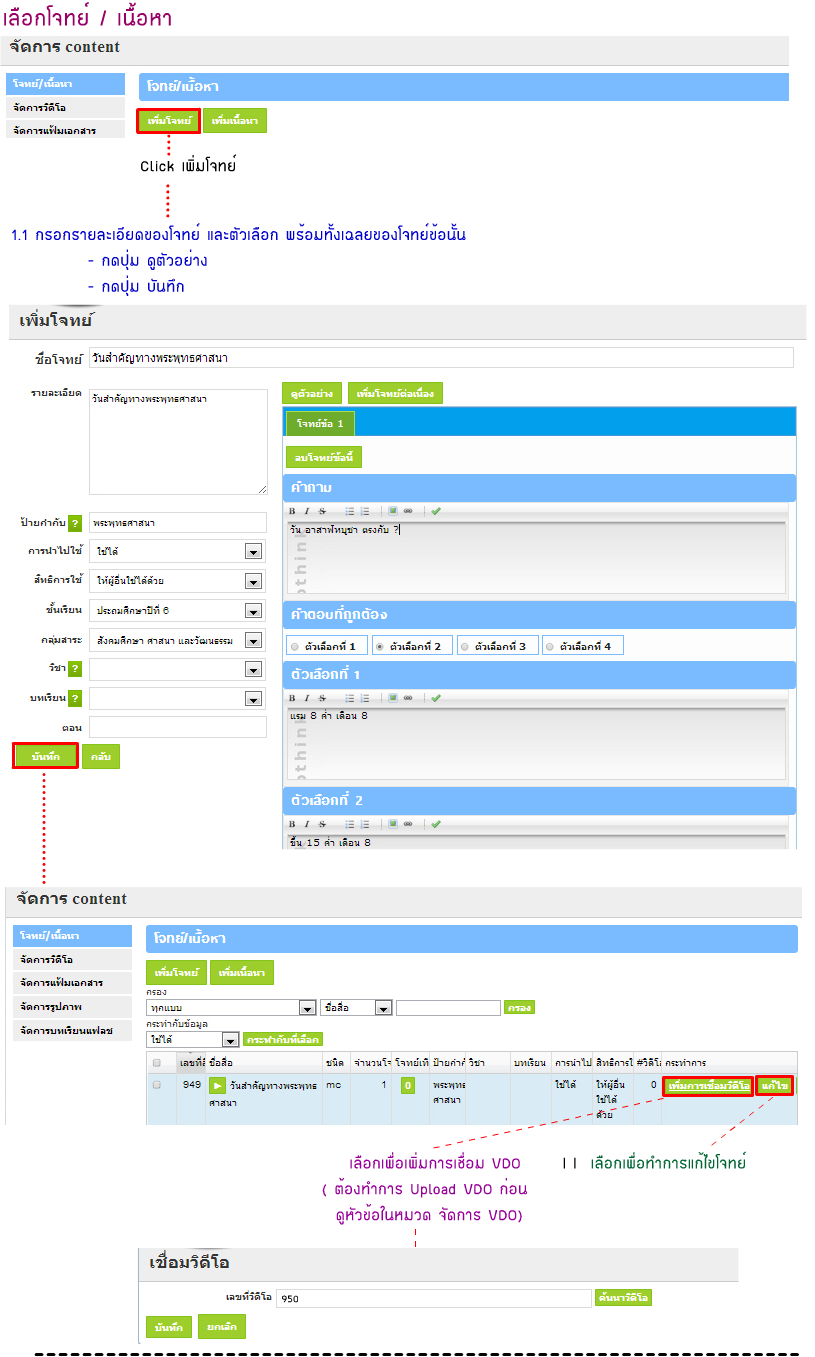 เลือกโจทย์ / เนื้อหา
จัดการ content
โจทย์/เนื้อหา
โจทย์/เนื้อหา
จัดการวีดีโอ
เพิ่มโจทย์ เพิ่มเนื้อหา
จัดการแฟ้มเอกสาร
Click เพิ่มโจทย์
1.1 กรอกรายละเอียดของโจทย์ และตัวเลือก พร้อมทั้งเฉลยของโจทย์ข้อนั้น
- กดปุ่ม ดูตัวอย่าง
- กดปุ่ม บันทึก
เพิ่มโจทย์
ชื่อโจทย์ วันสำคัญทางพระพุทธศาสนา
รายละเอียด วันสำคัญทางพระพุทธศาสนา
ป้ายคำกับ ? พระพุทธศาสนา
การนำไปใช้ ใช้ได้
สิทธิการใช้ ให้ผู้อื่นใช้ได้ด้วย
ชั้นเรียน ประถมศึกษาปีที่ 6
กลุ่มสาระ สังคมศึกษา ศาสนา และวัฒนธรรม
วิชา ?
บทเรียน ?
ตอน
บันทึก กลับ
ดูตัวอย่าง เพิ่มโจทย์ต่อเนื่อง
โจทย์ข้อ 1
ลบโจทย์ข้อนี้
คำถาม
B I S
วัน อาสาฬหบูชา ตรงกับ ?
คำตอบที่ถูกต้อง
ตัวเลือกที่ 1 ตัวเลือกที่ 2 ตัวเลือกที่ 3 ตัวเลือกที่ 4
ตัวเลือกที่ 1
B I S
แรม 8 ค่ำ เดือน 8
ตัวเลือกที่ 2
B I S
ขึ้น 15 ค่ำ เดือน 8
จัดการ content
โจทย์/เนื้อหา
จัดการวีดีโอ
จัดการแฟ้มเอกสาร
จัดการรูปภาพ
จัดการบทเรียนแฟลช
โจทย์/เนื้อหา
เพิ่มโจทย์ เพิ่มเนื้อหา
กรอง
ทุกแบบ ชื่อสื่อ กรอง
กระทำกับข้อมูล
ใช้ได้ กระทำกับที่เลือก
เลขที่สื่ ชื่อสื่อ ชนิด จำนวนโจ โจทย์เที ป้ายคำกั วิชา บทเรียน การนำไป สิทธิการใ #วีดีโ กระทำการ
949 วันสำคัญทางพระพุทธ mc 1 0 พระพุทธ ใช้ได้ ให้ผู้อื่น 0 เพิ่มการเชื่อมวีดีโอ แก้ไข
ศาสนา ศาสนา ใช้ได้
ด้วย
เลือกเพื่อเพิ่มการเชื่อม VDO || เลือกเพื่อทำการแก้ไขโจทย์
( ต้องทำการ Upload VDO ก่อน
ดูหัวข้อในหมวด จัดการ VDO)
เชื่อมวิดีโอ
เลขที่วีดีโอ 950 ค้นหาวีดีโอ
บันทึก ยกเลิก